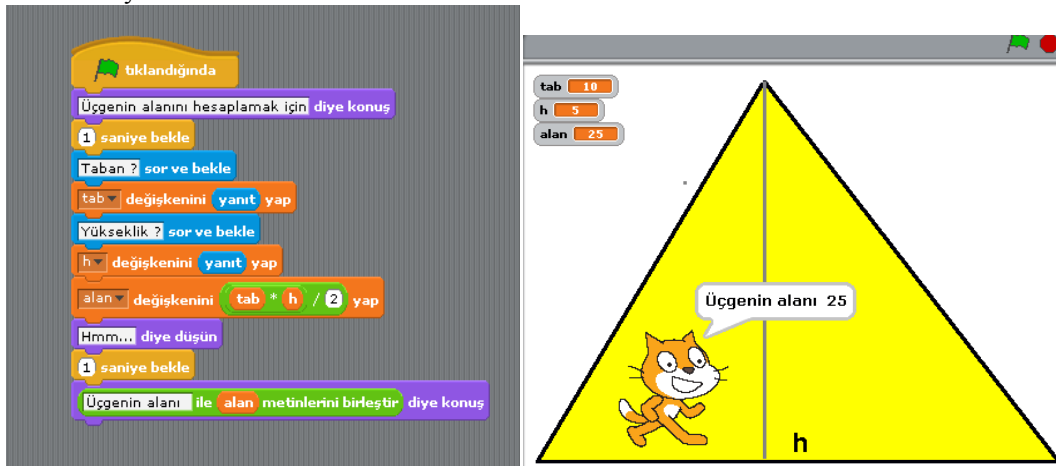 tıklandığında
Üçgenin alanını hesaplamak için diye konuş
1 saniye bekle
Taban ? sor ve bekle
tab değişkenini yanıt yap
Yükseklik ? sor ve bekle
h değişkenini yanıt yap
alan değişkenini tab * h / 2 yap
Hmm... diye düşün
1 saniye bekle
Üçgenin alanı ile alan metinlerini birleştir diye konuş
tab 10
h 5
alan 25
Üçgenin alanı 25
h